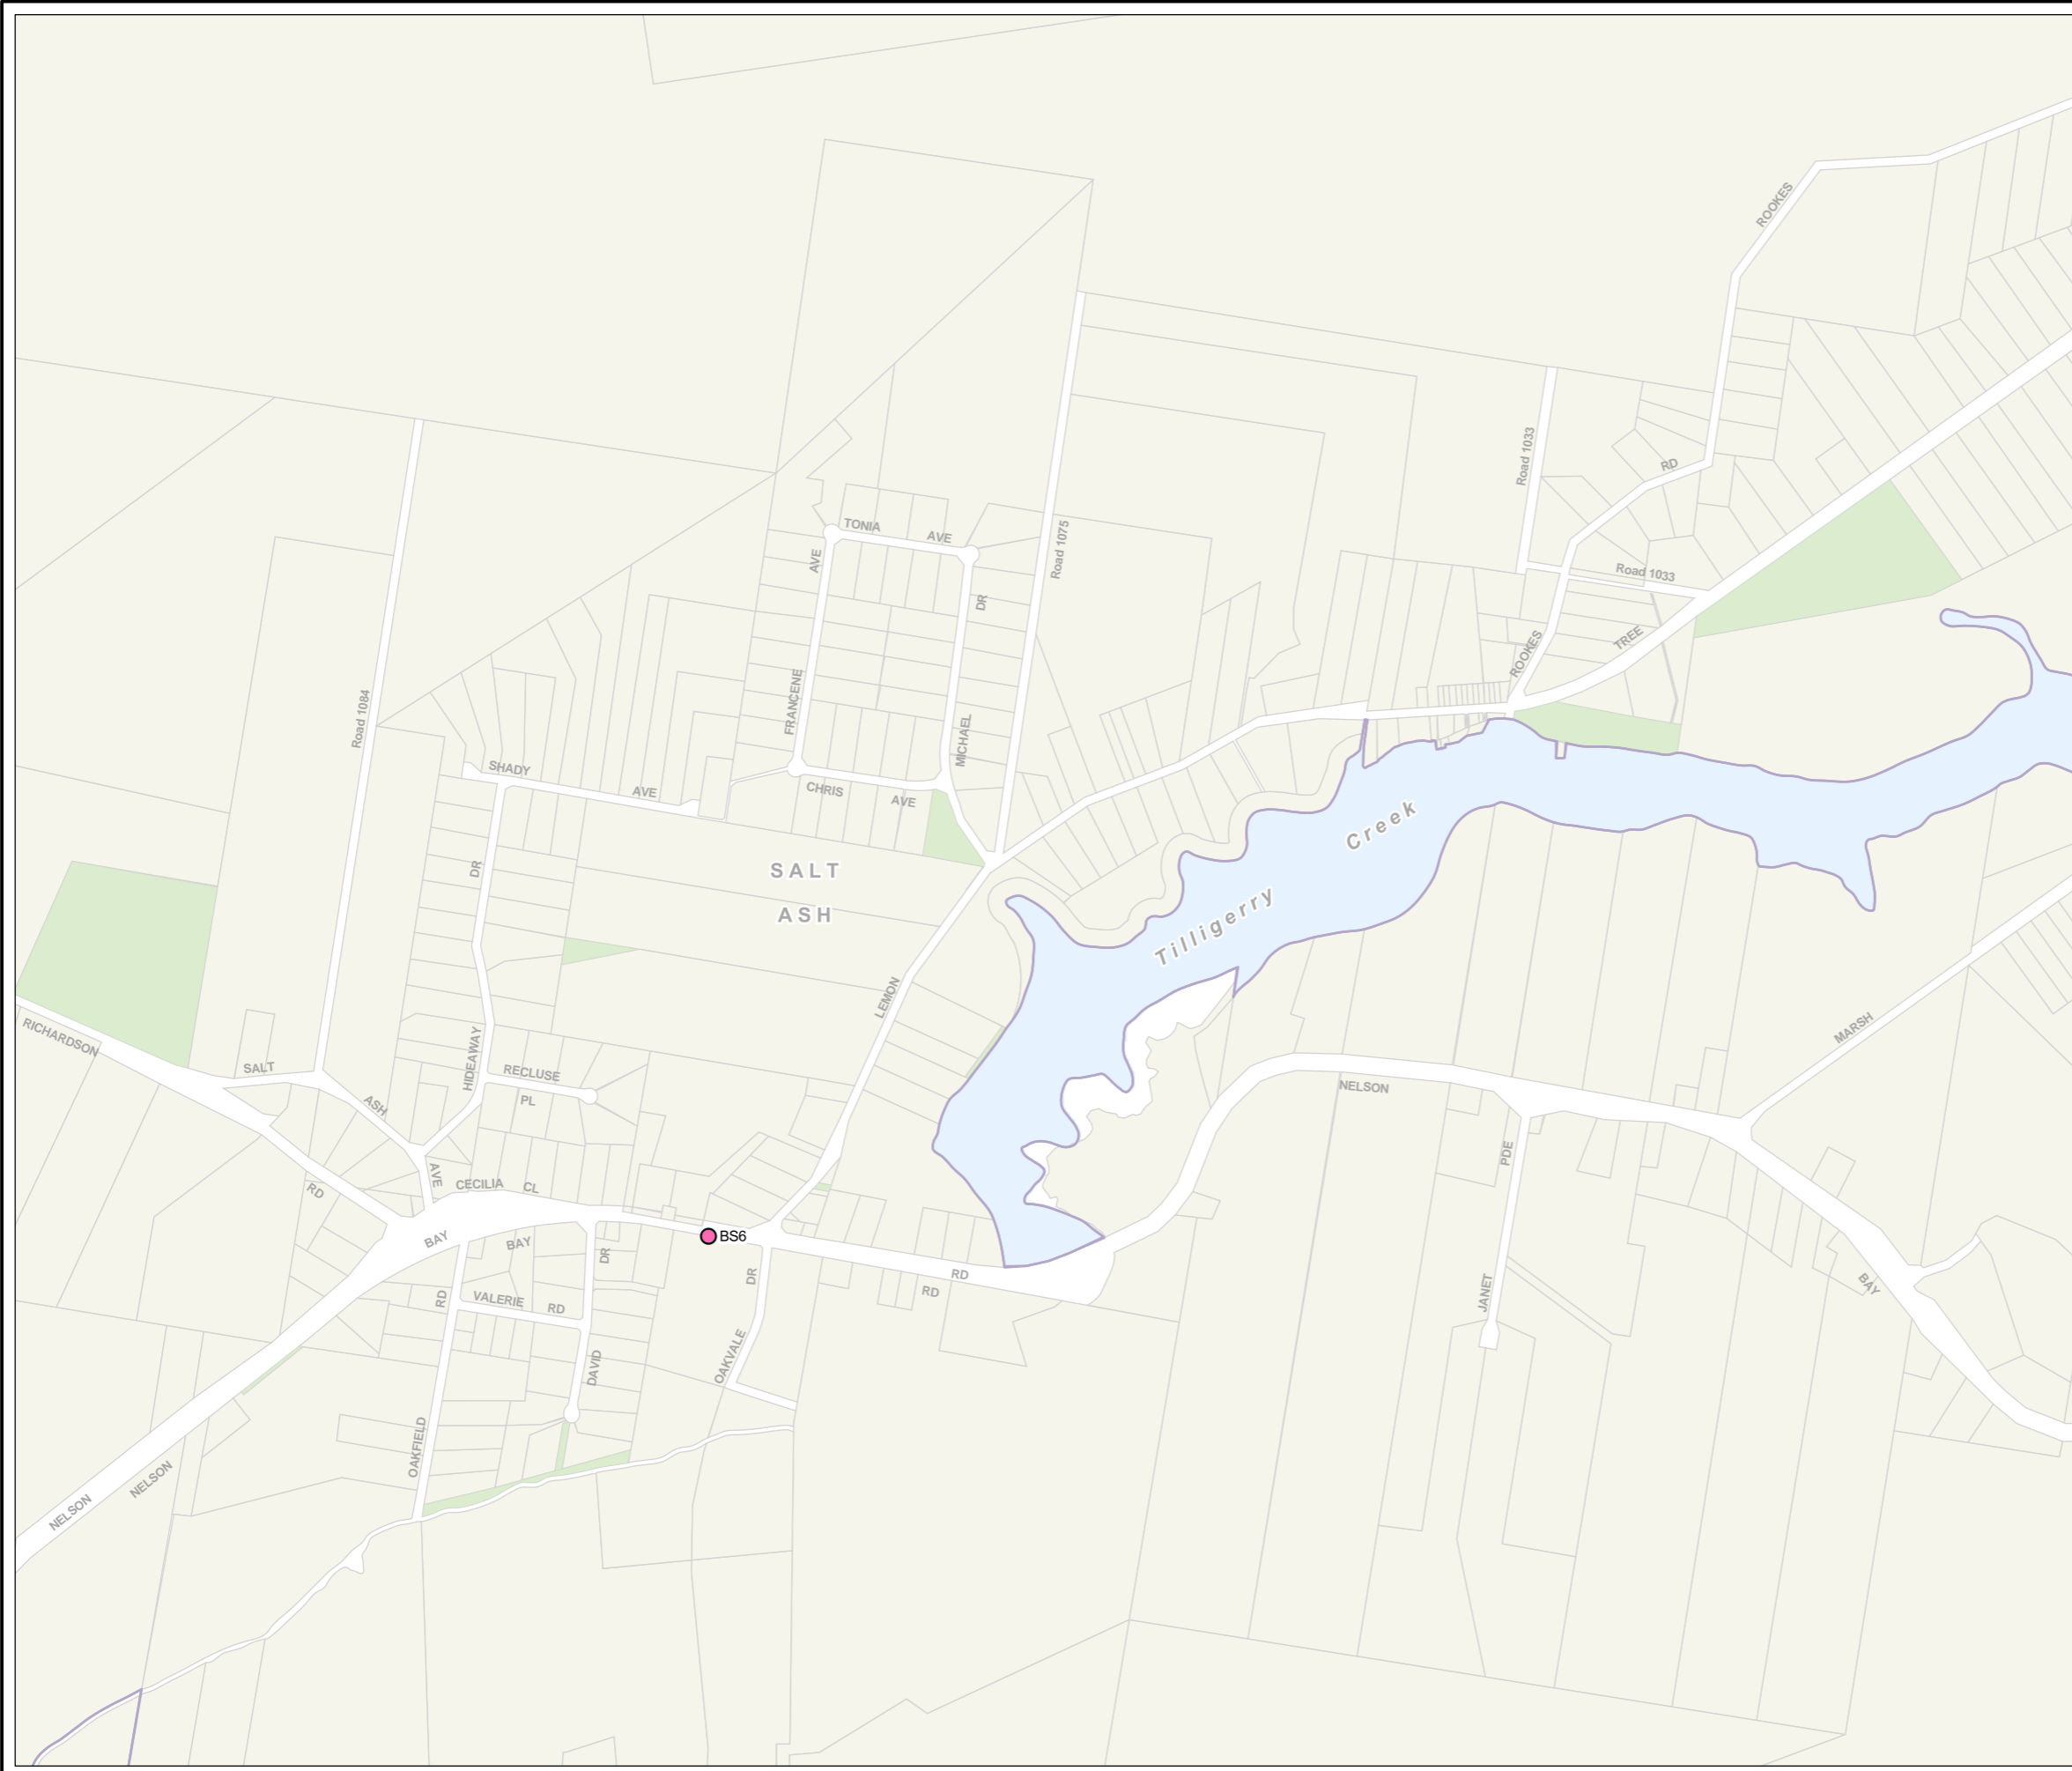 ROOKES
Road 1033
RD
TONIA
AVE
AVE
Road 1075
Road 1033
DR
TREE
ROOKES
FRANCENE
Road 1084
MICHAEL
SHADY
AVE
CHRIS
AVE
Creek
DR
SALT
ASH
Tilligerry
LEMON
RICHARDSON
MARSH
HIDEAWAY
SALT
RECLUSE
PL
NELSON
ASH
PDE
AVE
CECILIA
CL
RD
BAY
BAY
DR
BS6
DR
RD
RD
BAY
JANET
RD
VALERIE
RD
OAKVALE
DAVID
OAKFIELD
NELSON
NELSON